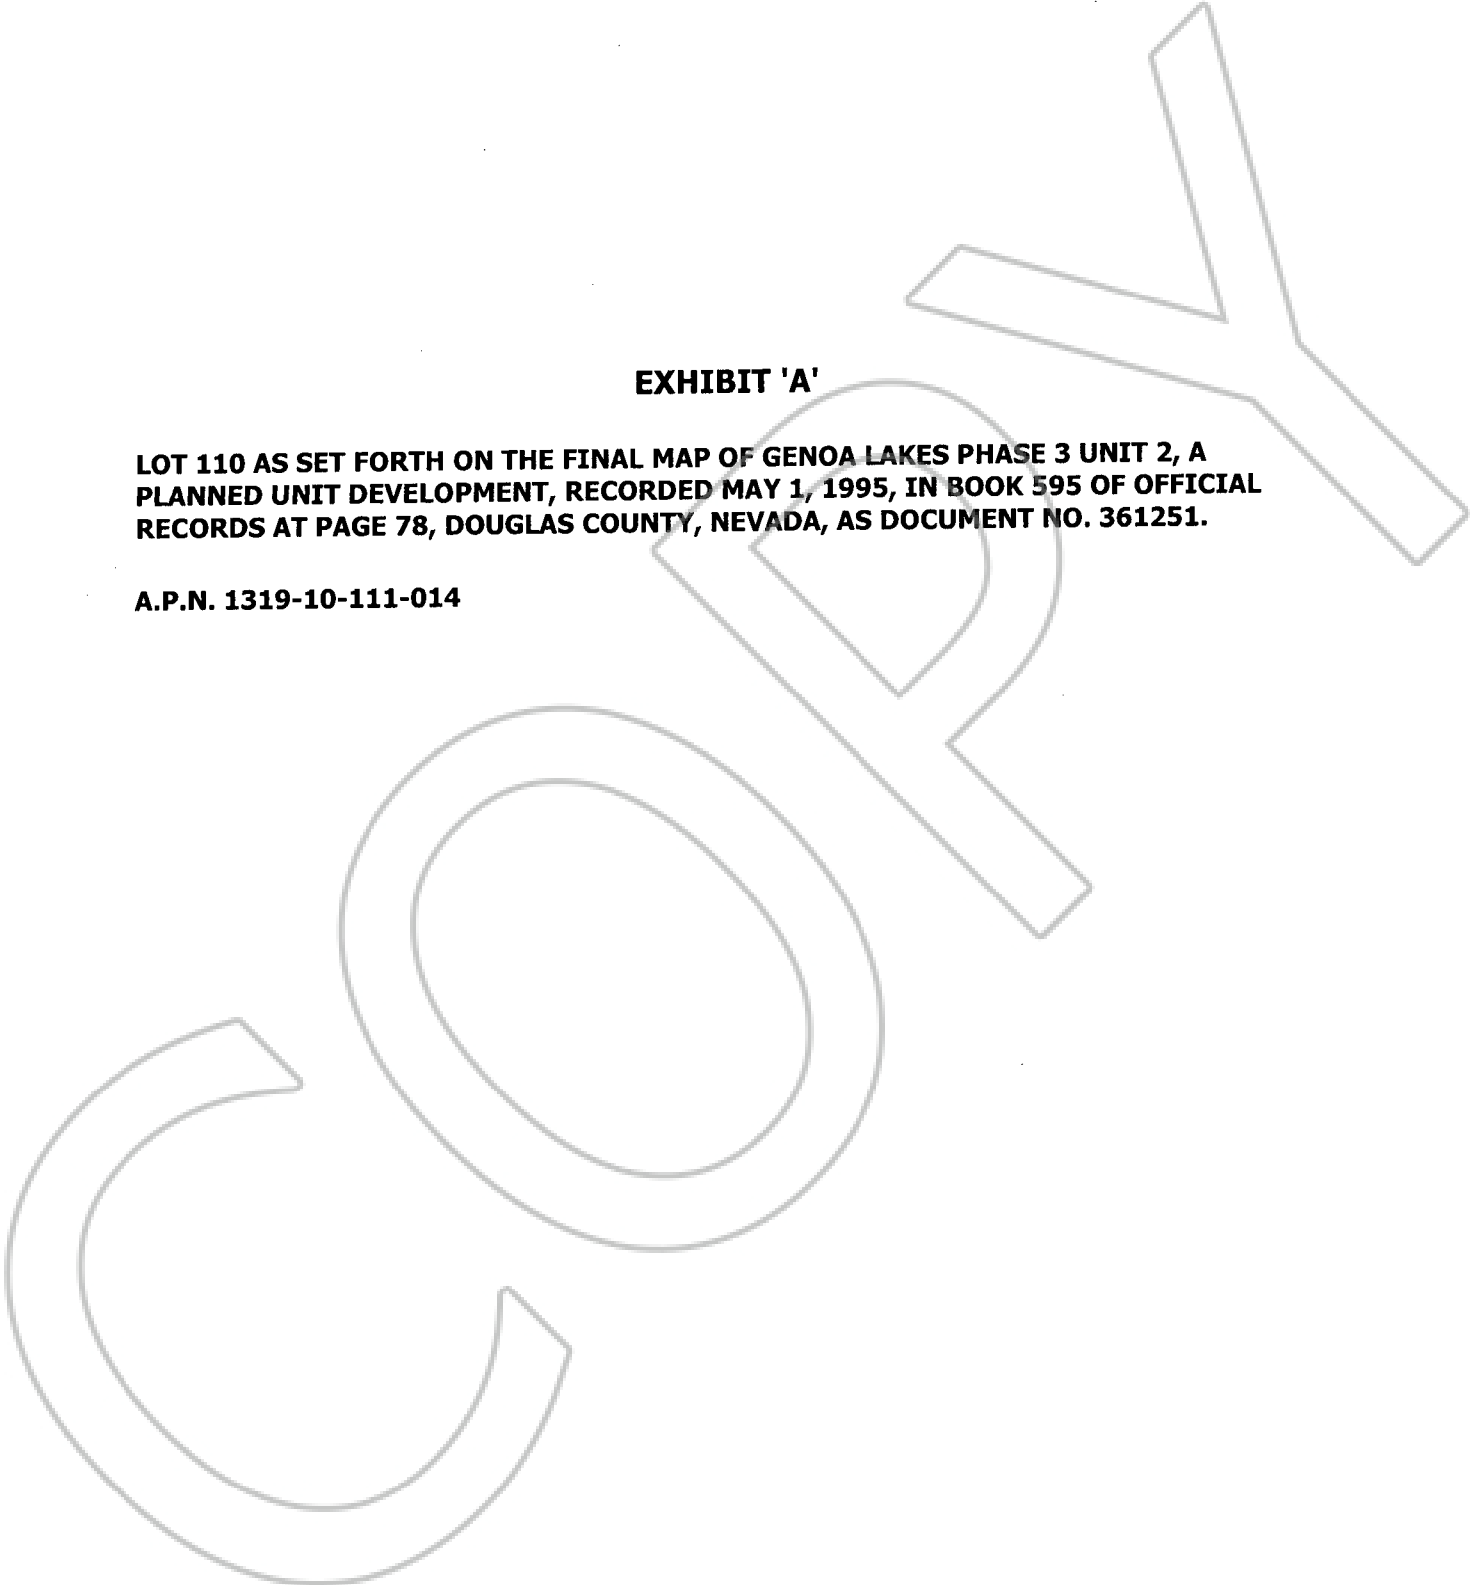 EXHIBIT 'A'
LOT 110 AS SET FORTH ON THE FINAL MAP OF GENOA LAKES PHASE 3 UNIT 2, A
PLANNED UNIT DEVELOPMENT, RECORDED MAY 1, 1995, IN BOOK 595 OF OFFICIAL
RECORDS AT PAGE 78, DOUGLAS COUNTY, NEVADA, AS DOCUMENT NO. 361251.
A.P.N. 1319-10-111-014
COPY